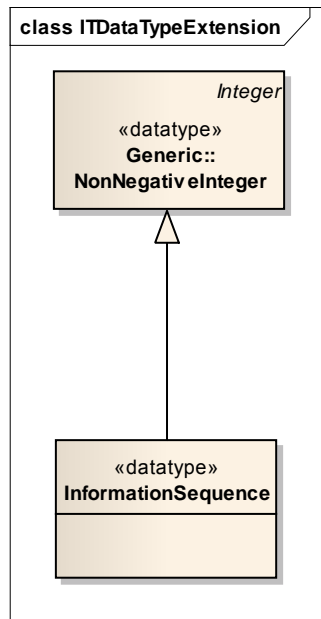 class ITDataTypeExtension
Integer
«datatype»
Generic::
NonNegativeInteger
«datatype»
InformationSequence